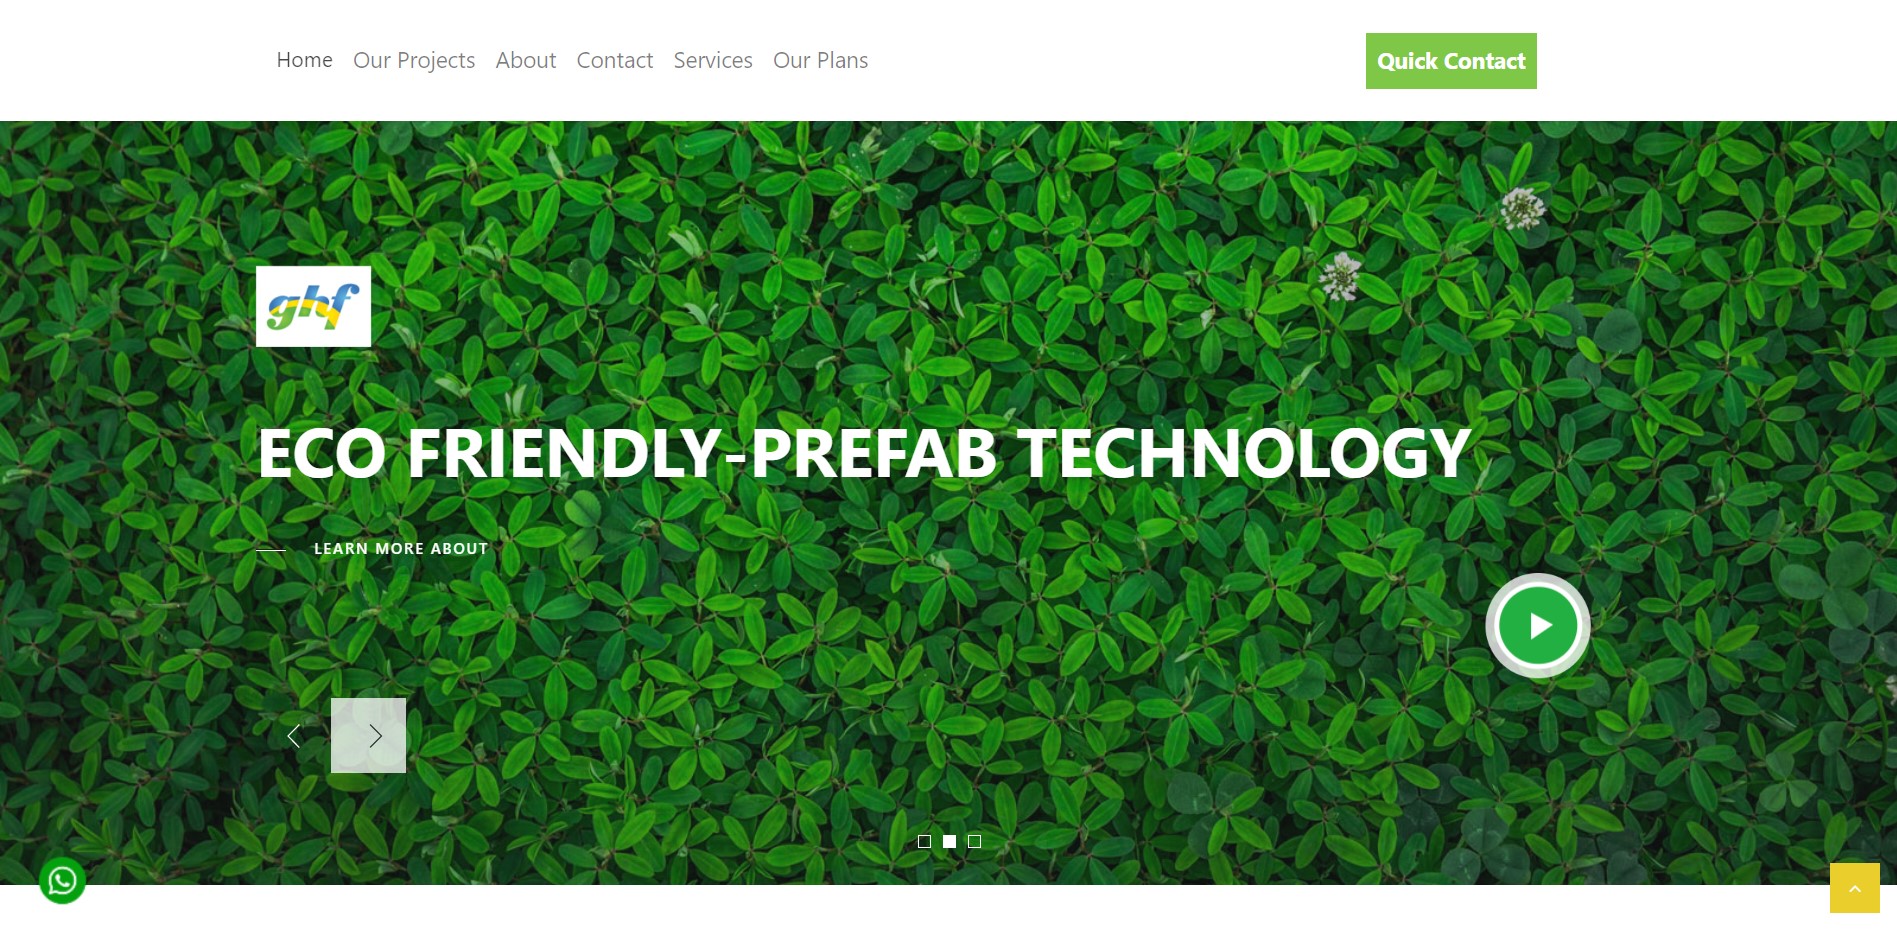 Home Our Projects About Contact Services Our Plans Quick Contact
ghf
ECO FRIENDLY-PREFAB TECHNOLOGY
LEARN MORE ABOUT